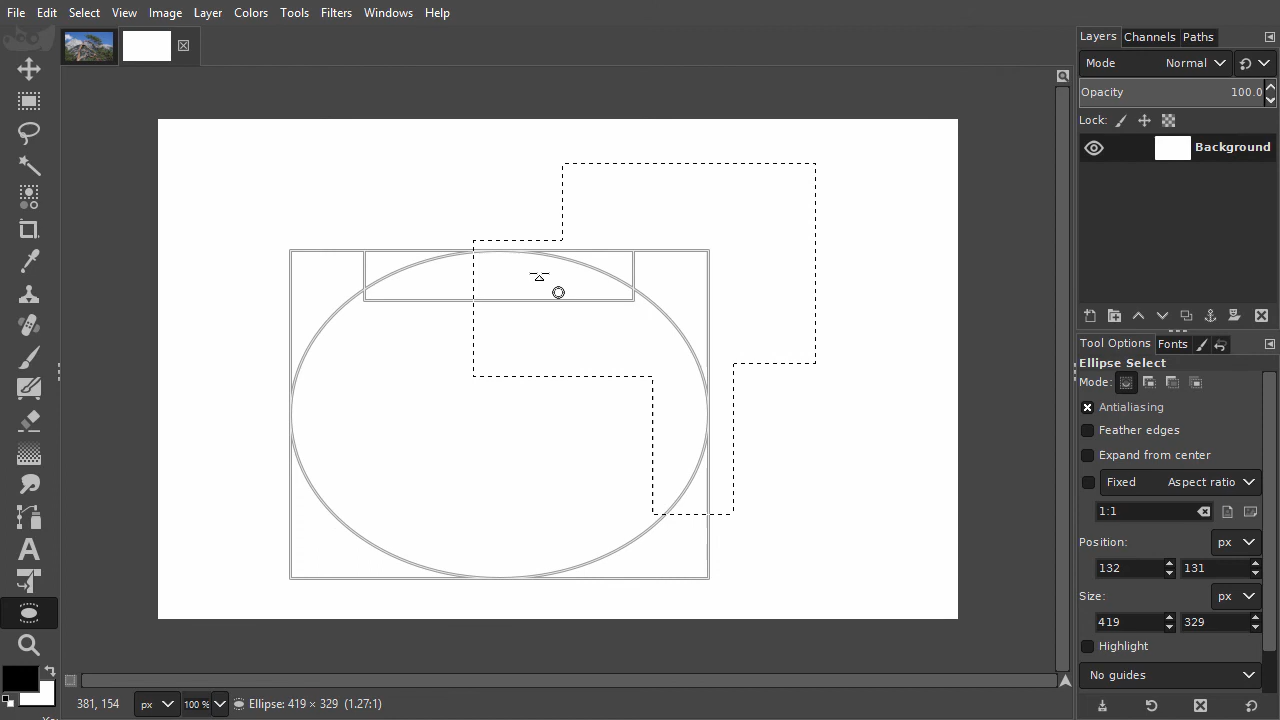 File Edit Select View Image Layer Colors Tools Filters Windows Help
Layers Channels Paths
Mode Normal
Opacity 100.0
Lock:
Background
Tool Options Fonts
Ellipse Select
Mode:
Antialiasing
Feather edges
Expand from center
Fixed Aspect ratio
1:1
Position: px
132 131
Size: px
419 329
Highlight
No guides
381, 154 px 100 % Ellipse: 419 × 329 (1.27:1)